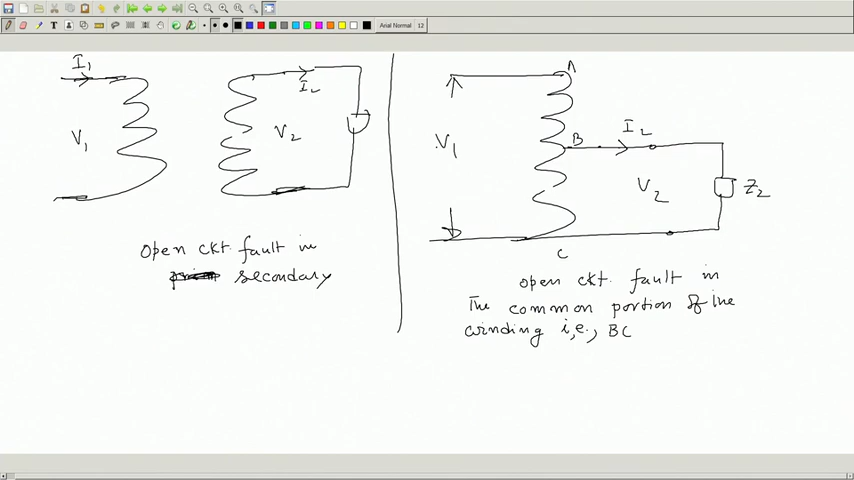 Arial Normal 12
I1
V1
I2
V2
Open ckt. fault in
secondary
A
V1
B
I2
V2
Z2
C
open ckt. fault in
The common portion of the
winding i,e., BC